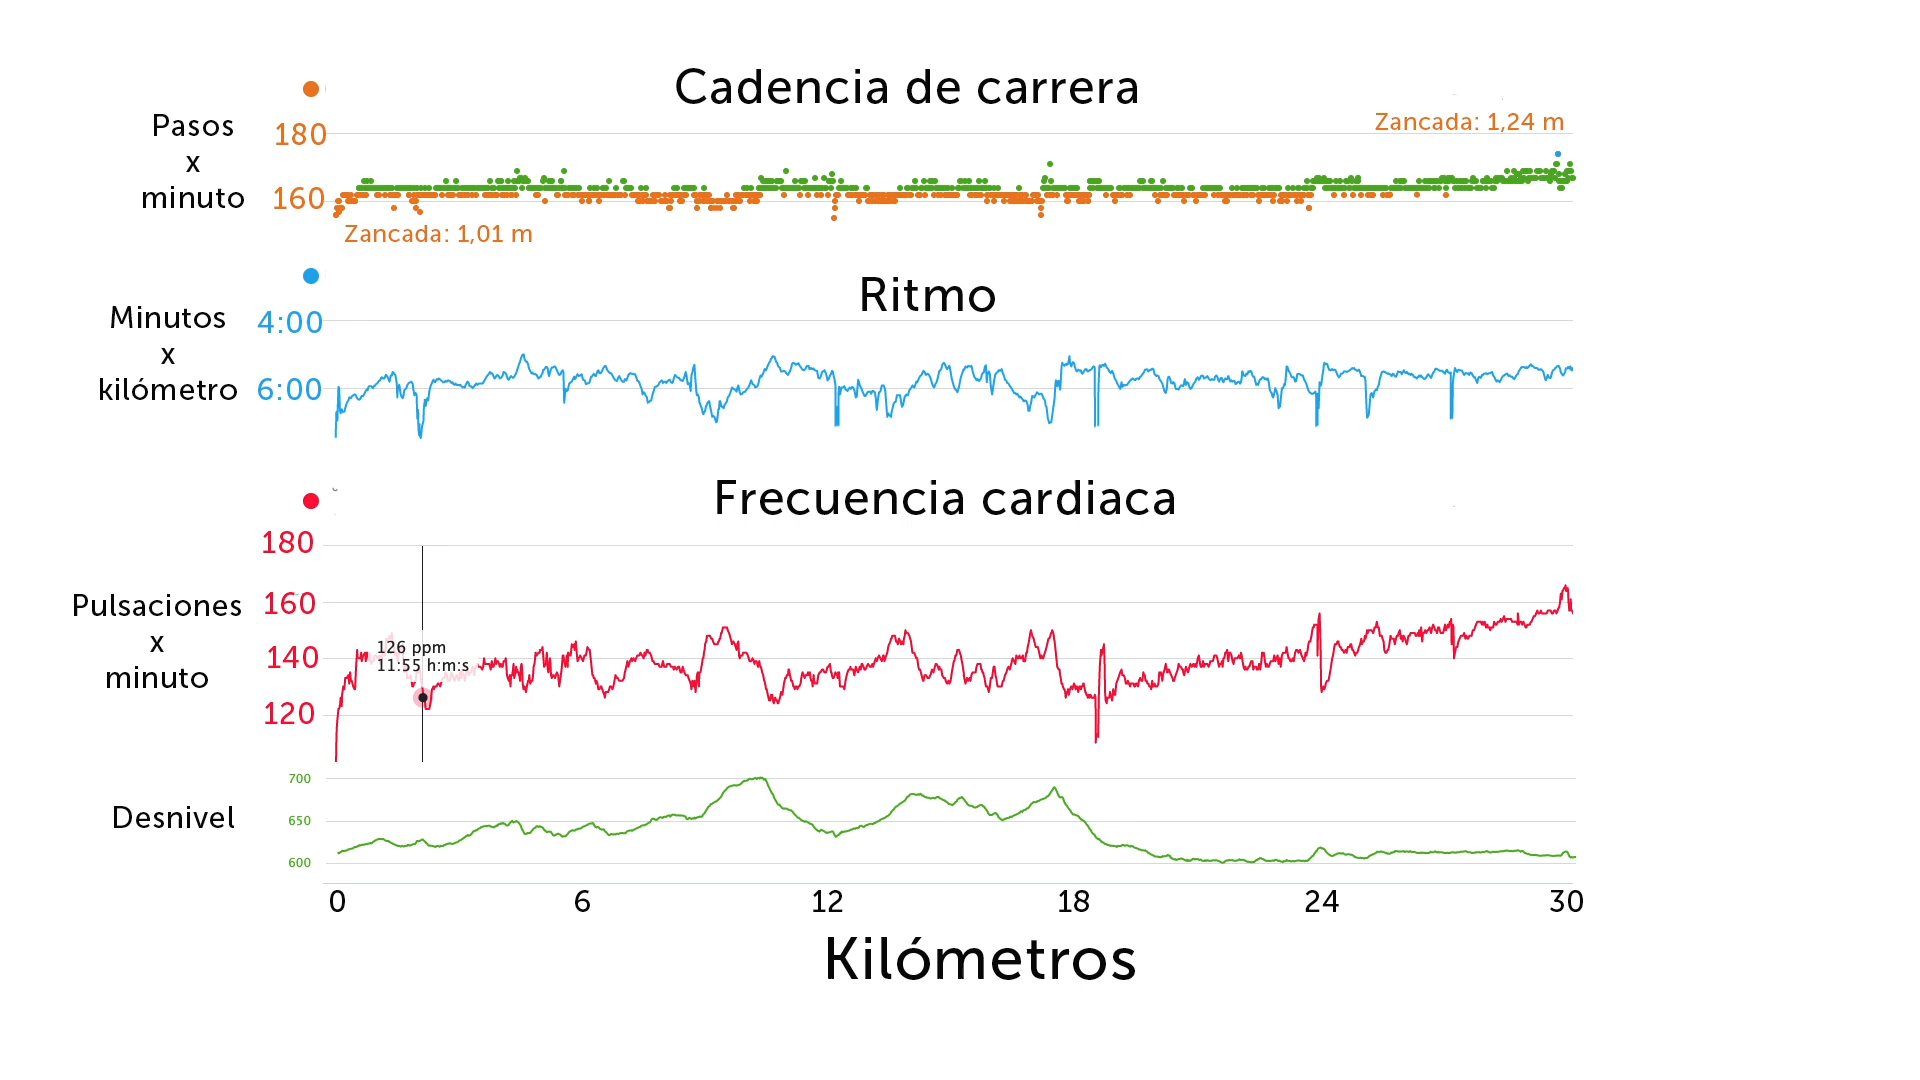 Cadencia de carrera
Pasos
x
minuto
180
160
Zancada: 1,24 m
Zancada: 1,01 m
Ritmo
Minutos
x
kilómetro
4:00
6:00
Frecuencia cardiaca
Pulsaciones
x
minuto
180
160
140
120
126 ppm
11:55 h:m:s
Desnivel
700
650
600
0 6 12 18 24 30
Kilómetros